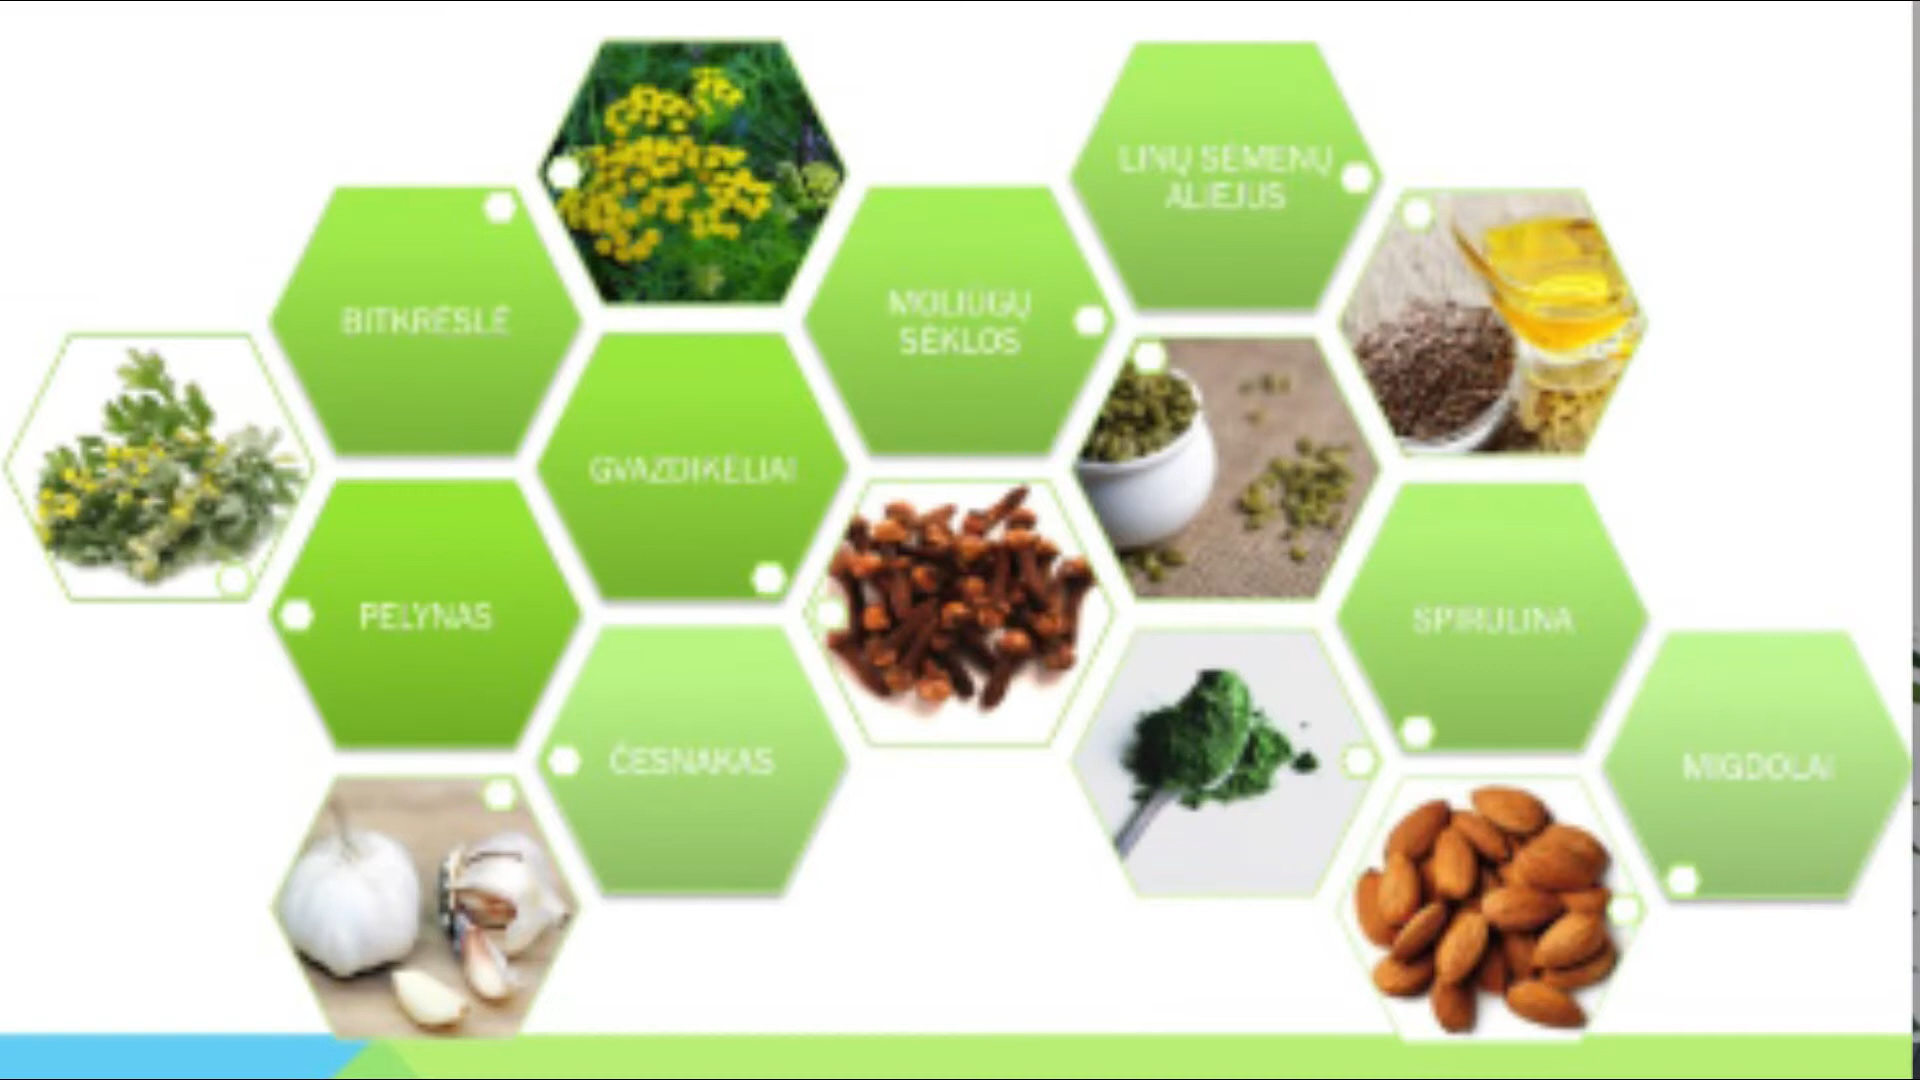 LINŲ SĖMENŲ
ALIEJUS
BITKRĖSLĖ
MOLIŪGŲ
SĖKLOS
GVAZDIKĖLIAI
PELYNAS
SPIRULINA
ČESNAKAS
MIGDOLAI